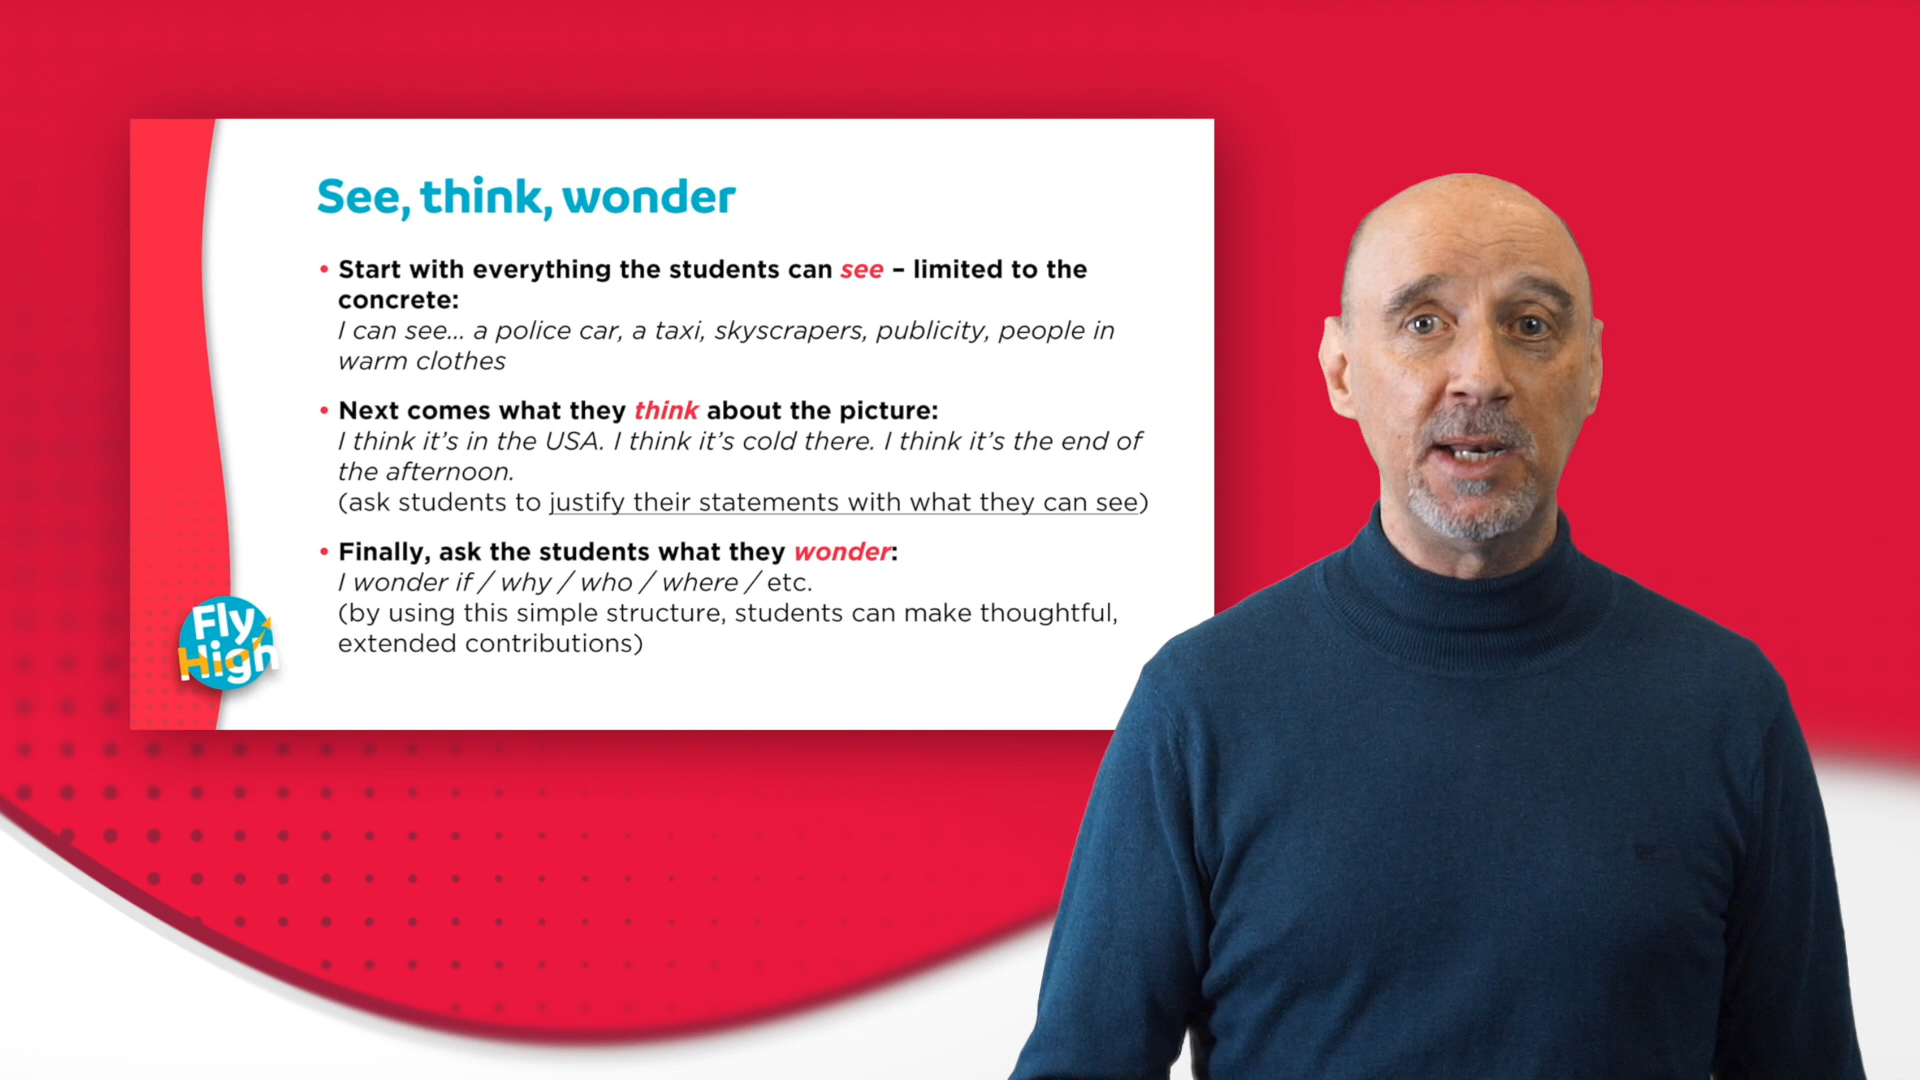 See, think, wonder
• Start with everything the students can see – limited to the
concrete:
I can see... a police car, a taxi, skyscrapers, publicity, people in
warm clothes
• Next comes what they think about the picture:
I think it's in the USA. I think it's cold there. I think it's the end of
the afternoon.
(ask students to justify their statements with what they can see)
• Finally, ask the students what they wonder:
I wonder if / why / who / where / etc.
(by using this simple structure, students can make thoughtful,
extended contributions)
Fly
High